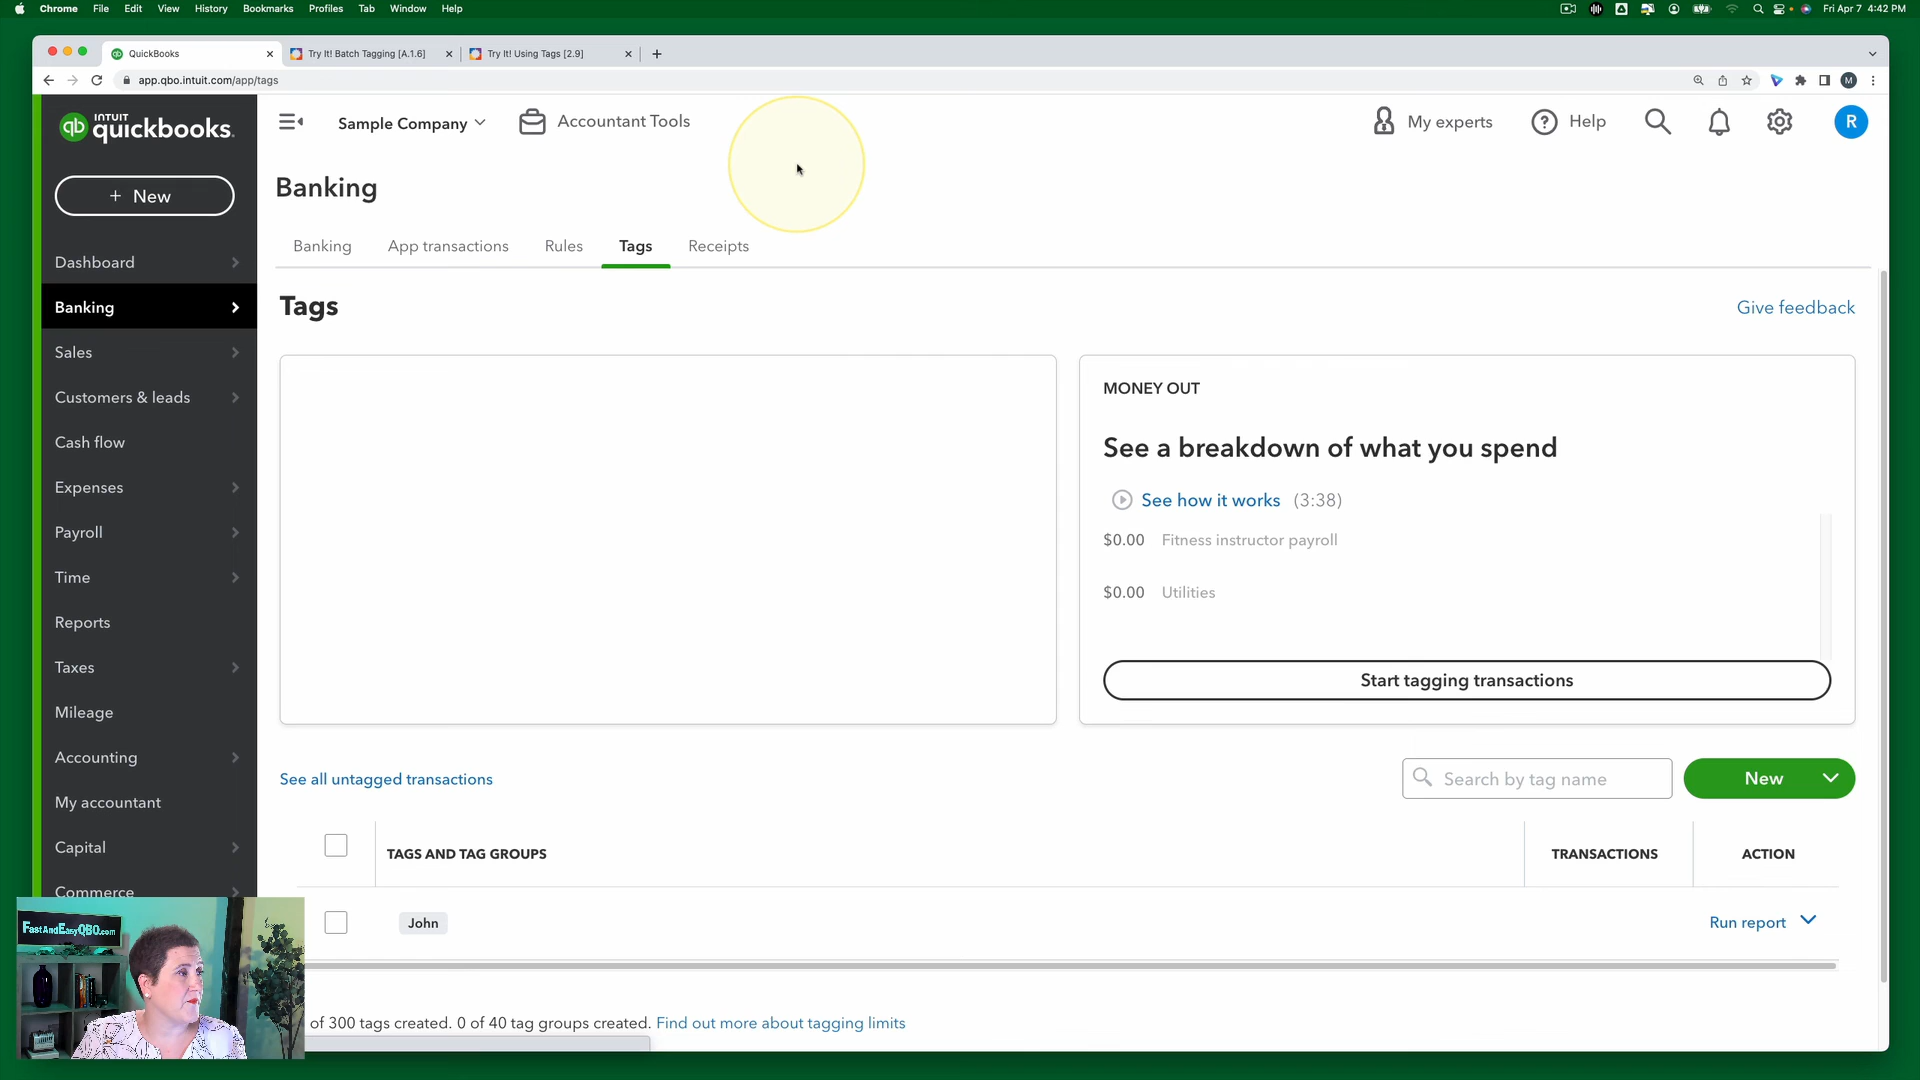 Chrome File Edit View History Bookmarks Profiles Tab Window Help
Fri Apr 7 4:42 PM
QuickBooks
Try It! Batch Tagging [A.1.6]
Try It! Using Tags [2.9]
app.qbo.intuit.com/app/tags
M
INTUIT
quickbooks.
qb
Sample Company
Accountant Tools
My experts
Help
R
+ New
Banking
Banking
App transactions
Rules
Tags
Receipts
Dashboard
Banking
Sales
Customers & leads
Cash flow
Expenses
Payroll
Time
Reports
Taxes
Mileage
Accounting
My accountant
Capital
Commerce
Tags
Give feedback
MONEY OUT
See a breakdown of what you spend
See how it works (3:38)
$0.00 Fitness instructor payroll
$0.00 Utilities
Start tagging transactions
See all untagged transactions
Search by tag name
New
TAGS AND TAG GROUPS
TRANSACTIONS
ACTION
John
Run report
of 300 tags created. 0 of 40 tag groups created. Find out more about tagging limits
FastAndEasyQBO.com